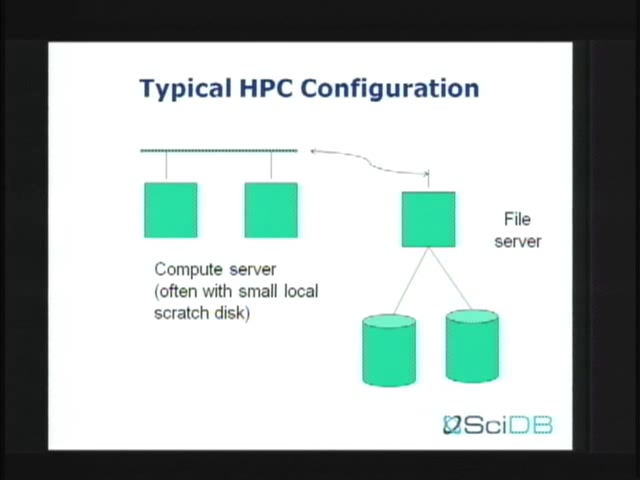 Typical HPC Configuration
File
server
Compute server
(often with small local
scratch disk)
SciDB